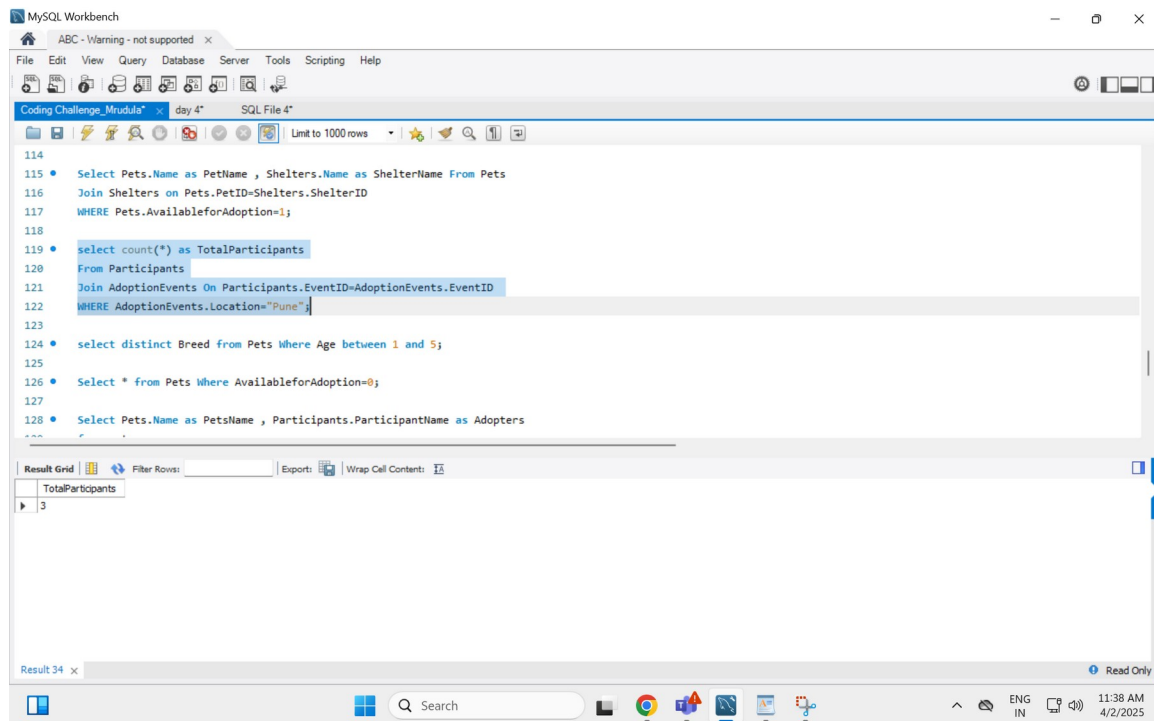 MySQL Workbench
ABC - Warning - not supported
File Edit View Query Database Server Tools Scripting Help
Coding Challenge_Mrudula* day 4* SQL File 4*
Limit to 1000 rows
114
115 Select Pets.Name as PetName , Shelters.Name as ShelterName From Pets
116 Join Shelters on Pets.PetID=Shelters.ShelterID
117 WHERE Pets.AvailableforAdoption=1;
118
119 select count(*) as TotalParticipants
120 From Participants
121 Join AdoptionEvents On Participants.EventID=AdoptionEvents.EventID
122 WHERE AdoptionEvents.Location="Pune";
123
124 select distinct Breed from Pets Where Age between 1 and 5;
125
126 Select * from Pets Where AvailableforAdoption=0;
127
128 Select Pets.Name as PetsName , Participants.ParticipantName as Adopters
Result Grid Filter Rows: Export: Wrap Cell Content:
TotalParticipants
3
Result 34 Read Only
Search
ENG
IN
11:38 AM
4/2/2025